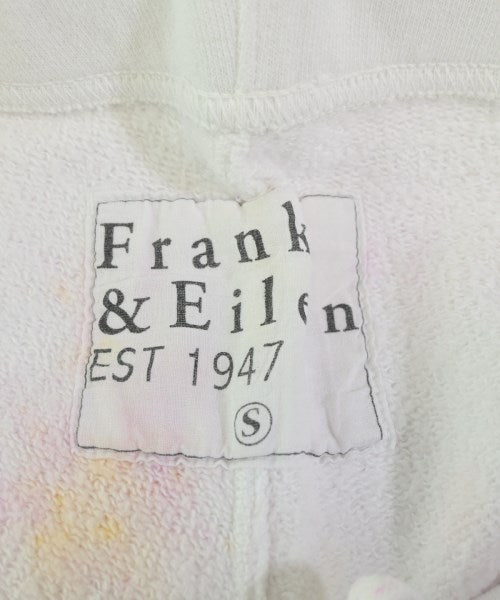 Frank
& Eileen
EST 1947
S